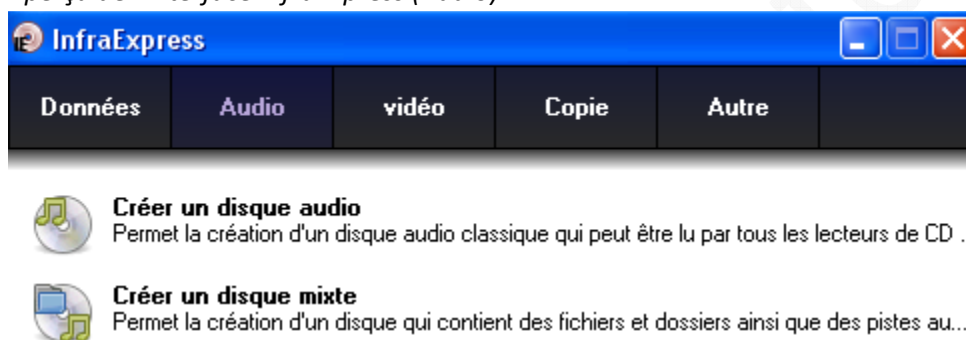 InfraExpress
Données Audio vidéo Copie Autre
Créer un disque audio
Permet la création d'un disque audio classique qui peut être lu par tous les lecteurs de CD .
Créer un disque mixte
Permet la création d'un disque qui contient des fichiers et dossiers ainsi que des pistes au...